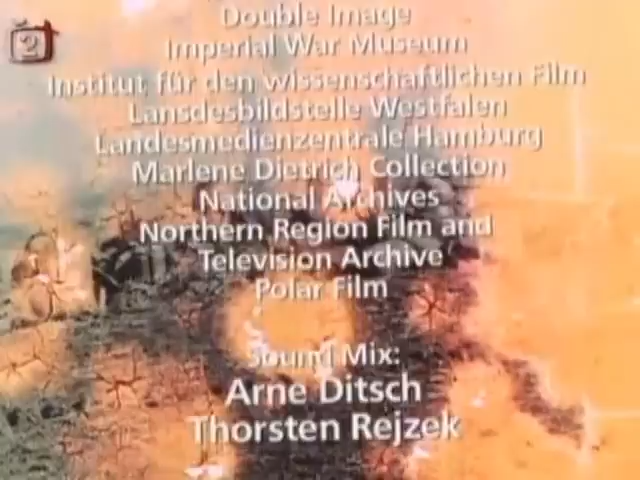 2
Double Image
Imperial War Museum
Institut für den wissenschaftlichen Film
Lansdesbildstelle Westfalen
Landesmedienzentrale Hamburg
Marlene Dietrich Collection
National Archives
Northern Region Film and
Television Archive
Polar Film
Sound Mix:
Arne Ditsch
Thorsten Rejzek